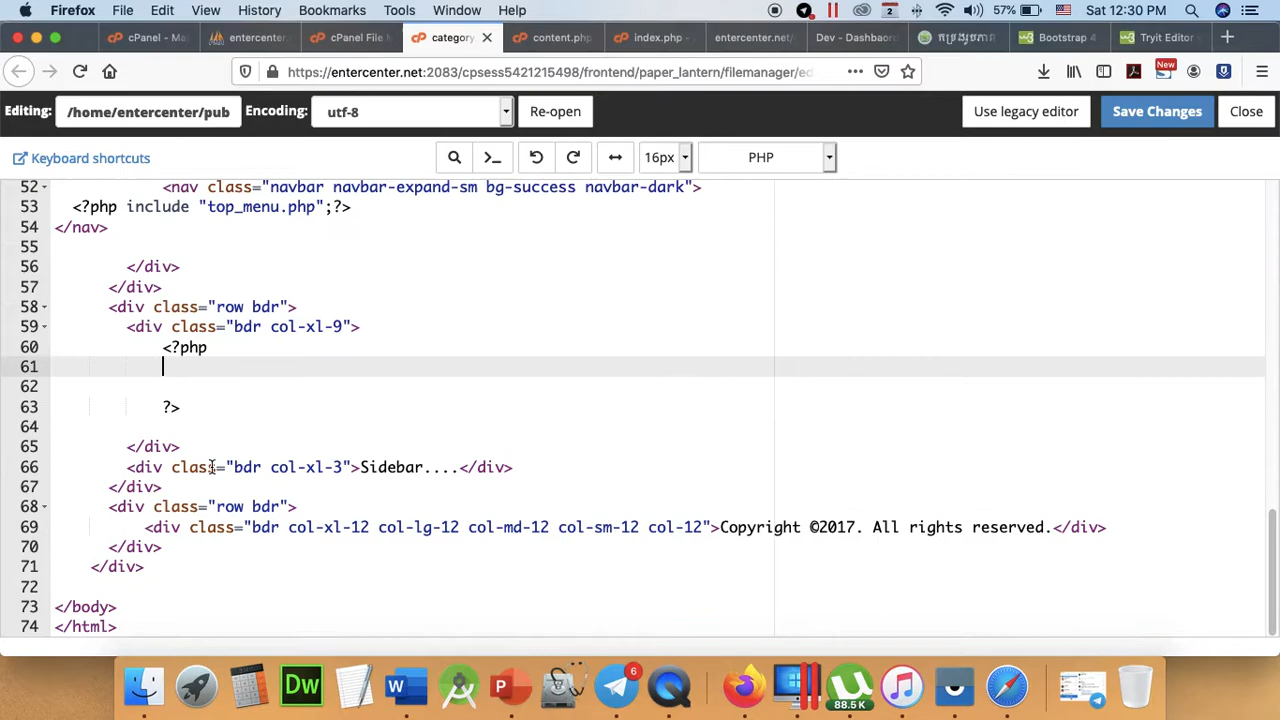 Firefox File Edit View History Bookmarks Tools Window Help 2 57% Sat 12:30 PM
cPanel - Ma entercenter. cPanel File M category content.php index.php - entercenter.net/ Dev - Dashboard Bootstrap 4 Tryit Editor
https://entercenter.net:2083/cpsess5421215498/frontend/paper_lantern/filemanager/ed New
Editing: /home/entercenter/pub Encoding: utf-8 Re-open Use legacy editor Save Changes Close
Keyboard shortcuts 16px PHP
52 <nav class="navbar navbar-expand-sm bg-success navbar-dark">
53 <?php include "top_menu.php";?>
54 </nav>
55
56 </div>
57 </div>
58 <div class="row bdr">
59 <div class="bdr col-xl-9">
60 <?php
61
62
63 ?>
64
65 </div>
66 <div class="bdr col-xl-3">Sidebar....</div>
67 </div>
68 <div class="row bdr">
69 <div class="bdr col-xl-12 col-lg-12 col-md-12 col-sm-12 col-12">Copyright ©2017. All rights reserved.</div>
70 </div>
71 </div>
72
73 </body>
74 </html>
Dw W P 6 88.5 K